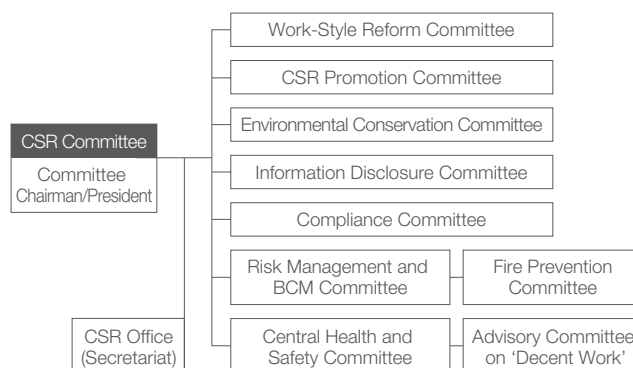 Work-Style Reform Committee
CSR Promotion Committee
Environmental Conservation Committee
CSR Committee
Committee
Chairman/President
Information Disclosure Committee
Compliance Committee
Risk Management and
BCM Committee
Fire Prevention
Committee
CSR Office
(Secretariat)
Central Health and
Safety Committee
Advisory Committee
on ‘Decent Work’